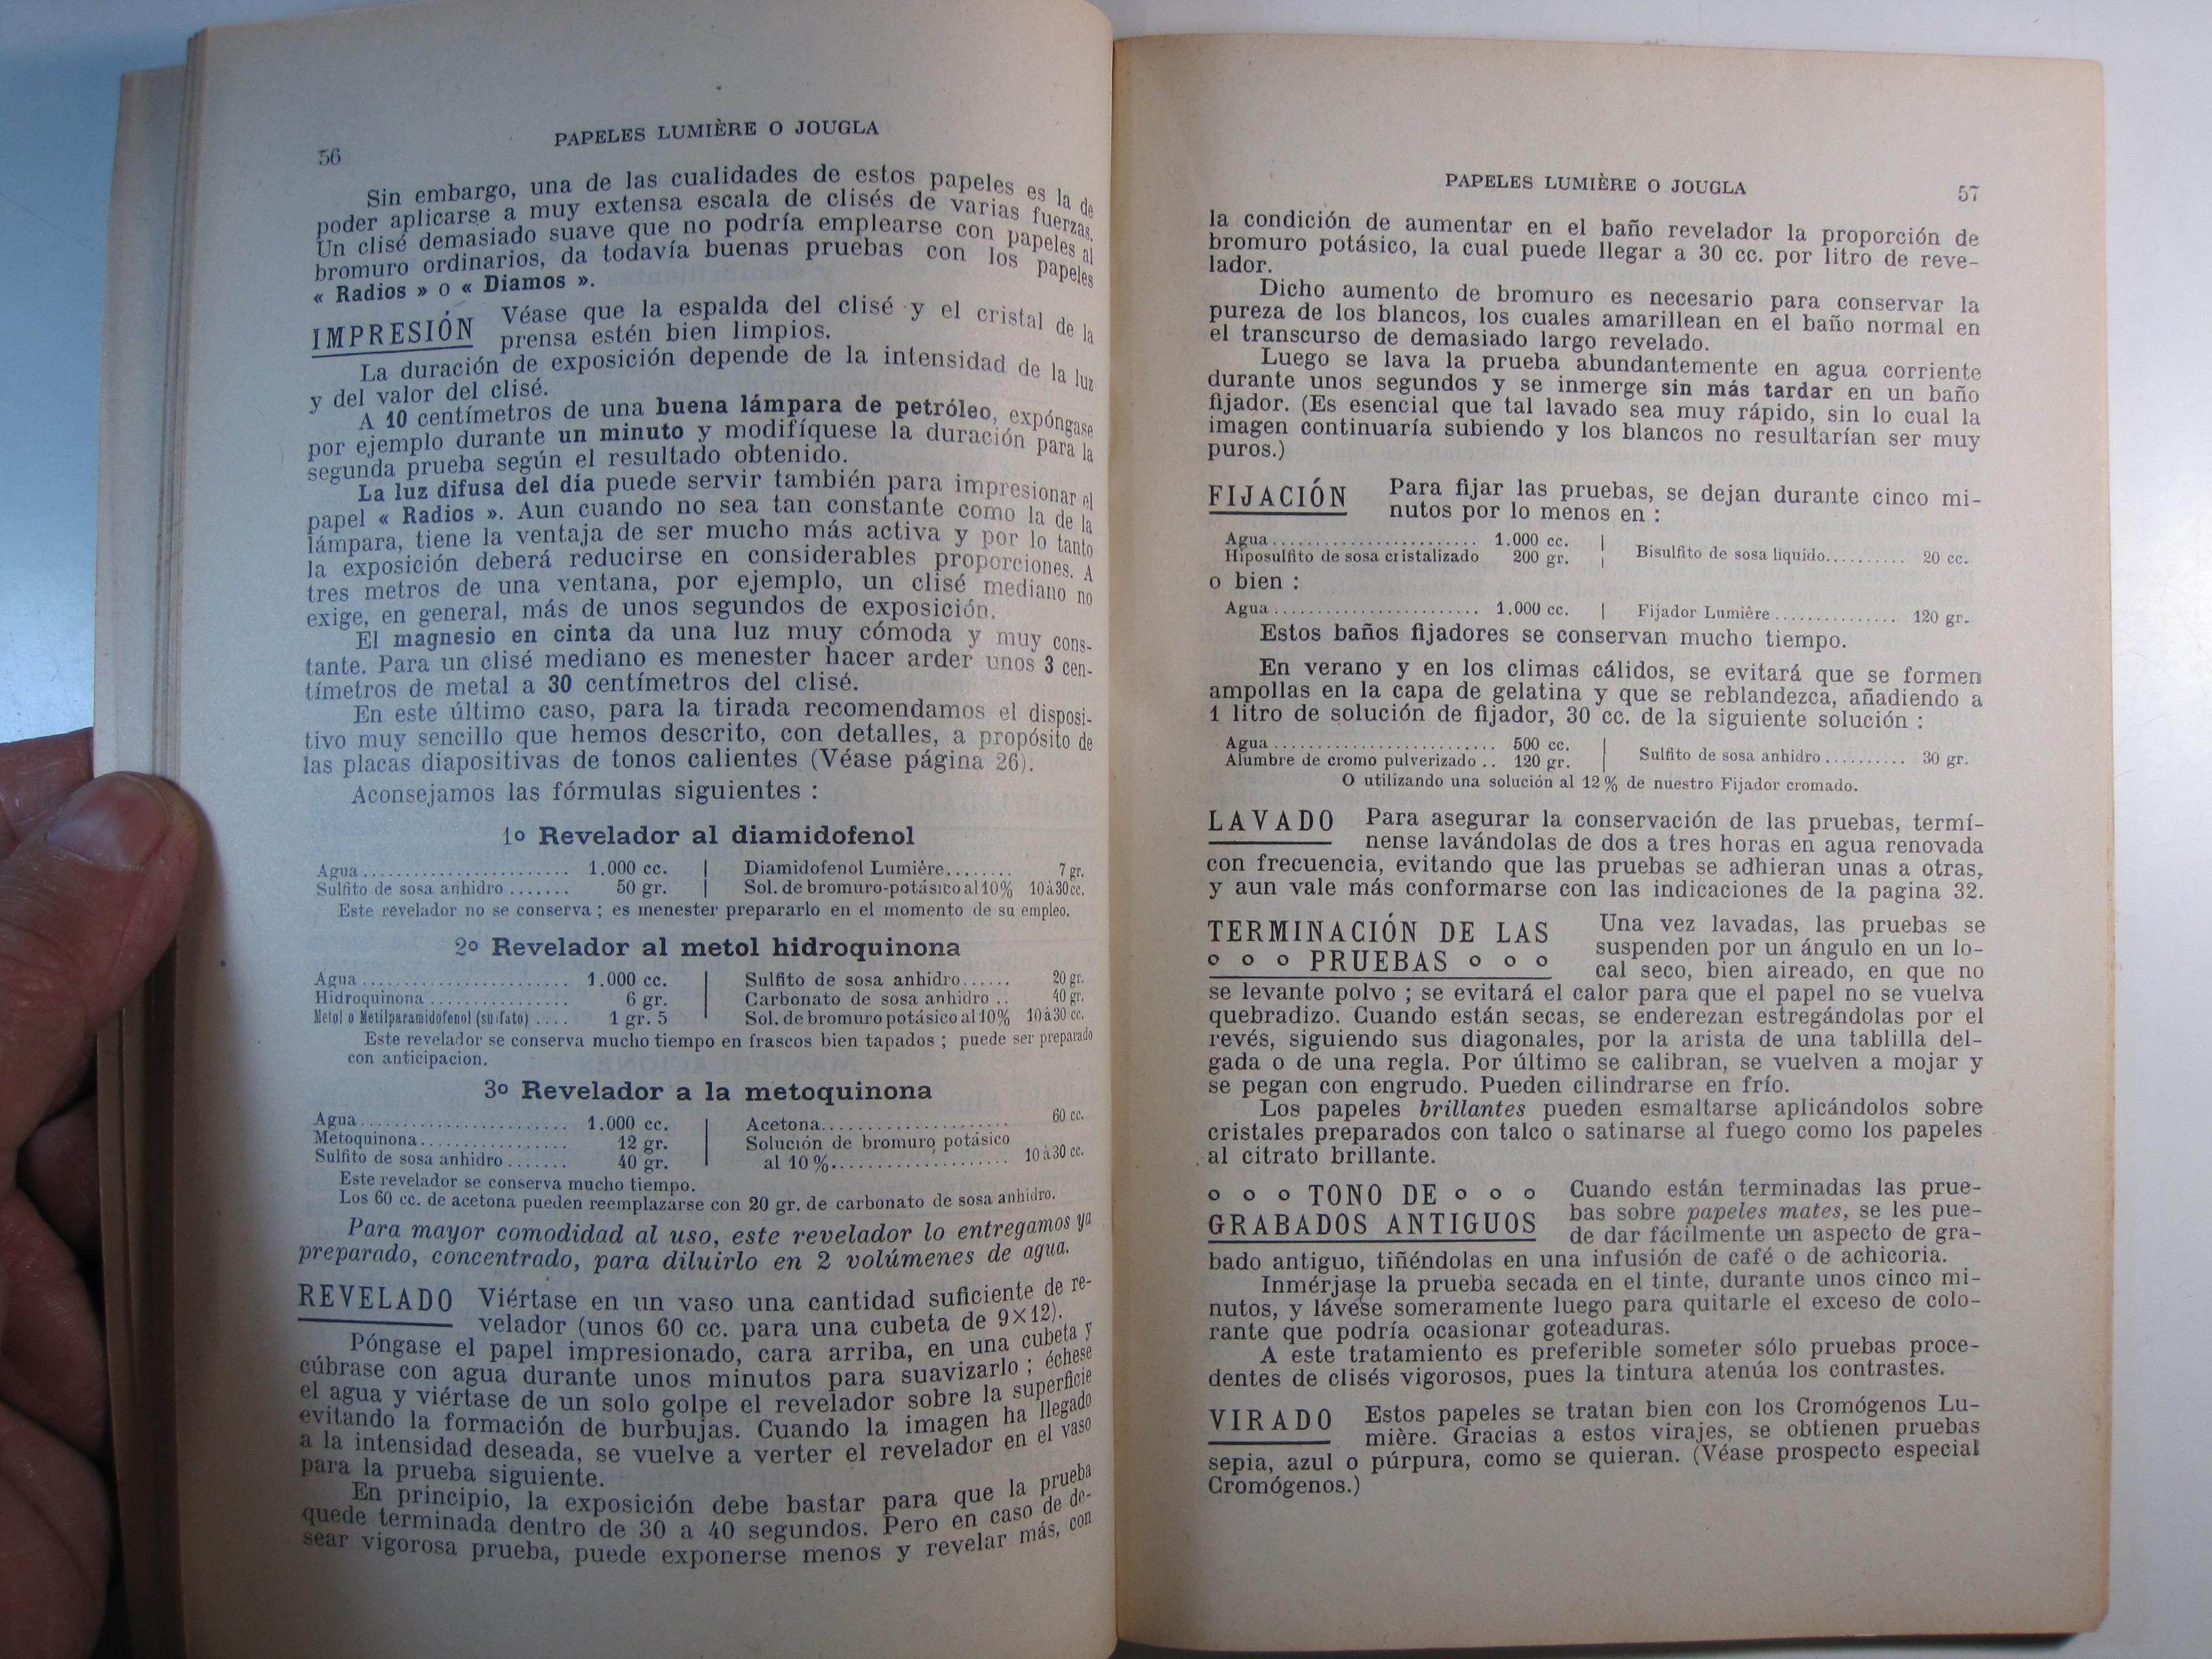 56
PAPELES LUMIÈRE O JOUGLA
Sin embargo, una de las cualidades de estos papeles es la de
poder aplicarse a muy extensa escala de clisés de varias fuerzas.
Un clisé demasiado suave que no podría emplearse con papeles al
bromuro ordinarios, da todavía buenas pruebas con los papeles
« Radios » o « Diamos ».
IMPRESIÓN Véase que la espalda del clisé y el cristal de la
prensa estén bien limpios.
La duración de exposición depende de la intensidad de la luz
y del valor del clisé.
A 10 centímetros de una buena lámpara de petróleo, expóngase
por ejemplo durante un minuto y modifíquese la duración para la
segunda prueba según el resultado obtenido.
La luz difusa del dia puede servir también para impresionar el
papel « Radios ». Aun cuando no sea tan constante como la de la
lámpara, tiene la ventaja de ser mucho más activa y por lo tanto
la exposición deberá reducirse en considerables proporciones. A
tres metros de una ventana, por ejemplo, un clisé mediano no
exige, en general, más de unos segundos de exposición.
El magnesio en cinta da una luz muy cómoda y muy cons-
tante. Para un clisé mediano es menester hacer arder unos 3 cen-
tímetros de metal a 30 centímetros del clisé.
En este último caso, para la tirada recomendamos el disposi-
tivo muy sencillo que hemos descrito, con detalles, a propósito de
las placas diapositivas de tonos calientes (Véase página 26).
Aconsejamos las fórmulas siguientes :
1º Revelador al diamidofenol
Agua ........................ 1.000 cc. | Diamidofenol Lumière........ 7 gr.
Sulfito de sosa anhidro ....... 50 gr. | Sol. de bromuro-potásico al 10% 10 à 30 cc.
Este revelador no se conserva ; es menester prepararlo en el momento de su empleo.
2º Revelador al metol hidroquinona
Agua ........................ 1.000 cc. | Sulfito de sosa anhidro...... 20 gr.
Hidroquinona ................ 6 gr. | Carbonato de sosa anhidro .. 40 gr.
Metol o Metilparamidofenol (sulfato) .... 1 gr. 5 | Sol. de bromuro potásico al 10% 10 à 30 cc.
Este revelador se conserva mucho tiempo en frascos bien tapados ; puede ser preparado
con anticipacion.
3º Revelador a la metoquinona
Agua ........................ 1.000 cc. | Acetona...................... 60 cc.
Metoquinona................. 12 gr. | Solución de bromuro potásico
Sulfito de sosa anhidro ....... 40 gr. | al 10 %..................... 10 à 30 cc.
Este revelador se conserva mucho tiempo.
Los 60 cc. de acetona pueden reemplazarse con 20 gr. de carbonato de sosa anhidro.
Para mayor comodidad al uso, este revelador lo entregamos ya
preparado, concentrado, para diluirlo en 2 volúmenes de agua.
REVELADO Viértase en un vaso una cantidad suficiente de re-
velador (unos 60 cc. para una cubeta de 9×12).
Póngase el papel impresionado, cara arriba, en una cubeta y
cúbrase con agua durante unos minutos para suavizarlo ; échese
el agua y viértase de un solo golpe el revelador sobre la superficie
evitando la formación de burbujas. Cuando la imagen ha llegado
a la intensidad deseada, se vuelve a verter el revelador en el vaso
para la prueba siguiente.
En principio, la exposición debe bastar para que la prueba
quede terminada dentro de 30 a 40 segundos. Pero en caso de de-
sear vigorosa prueba, puede exponerse menos y revelar más, con
PAPELES LUMIÈRE O JOUGLA
57
la condición de aumentar en el baño revelador la proporción de
bromuro potásico, la cual puede llegar a 30 cc. por litro de reve-
lador.
Dicho aumento de bromuro es necesario para conservar la
pureza de los blancos, los cuales amarillean en el baño normal en
el transcurso de demasiado largo revelado.
Luego se lava la prueba abundantemente en agua corriente
durante unos segundos y se inmerge sin más tardar en un baño
fijador. (Es esencial que tal lavado sea muy rápido, sin lo cual la
imagen continuaría subiendo y los blancos no resultarían ser muy
puros.)
FIJACIÓN Para fijar las pruebas, se dejan durante cinco mi-
nutos por lo menos en :
Agua ........................ 1.000 cc. | Bisulfito de sosa liquido.......... 20 cc.
Hiposulfito de sosa cristalizado 200 gr.
o bien :
Agua ........................ 1.000 cc. | Fijador Lumière ............... 120 gr.
Estos baños fijadores se conservan mucho tiempo.
En verano y en los climas cálidos, se evitará que se formen
ampollas en la capa de gelatina y que se reblandezca, añadiendo a
1 litro de solución de fijador, 30 cc. de la siguiente solución :
Agua .......................... 500 cc. | Sulfito de sosa anhidro .......... 30 gr.
Alumbre de cromo pulverizado .. 120 gr.
O utilizando una solución al 12 % de nuestro Fijador cromado.
LAVADO Para asegurar la conservación de las pruebas, termí-
nense lavándolas de dos a tres horas en agua renovada
con frecuencia, evitando que las pruebas se adhieran unas a otras,
y aun vale más conformarse con las indicaciones de la pagina 32.
TERMINACIÓN DE LAS Una vez lavadas, las pruebas se
o o o PRUEBAS o o o suspenden por un ángulo en un lo-
cal seco, bien aireado, en que no
se levante polvo ; se evitará el calor para que el papel no se vuelva
quebradizo. Cuando están secas, se enderezan estregándolas por el
revés, siguiendo sus diagonales, por la arista de una tablilla del-
gada o de una regla. Por último se calibran, se vuelven a mojar y
se pegan con engrudo. Pueden cilindrarse en frío.
Los papeles brillantes pueden esmaltarse aplicándolos sobre
cristales preparados con talco o satinarse al fuego como los papeles
al citrato brillante.
o o o TONO DE o o o Cuando están terminadas las prue-
GRABADOS ANTIGUOS bas sobre papeles mates, se les pue-
de dar fácilmente un aspecto de gra-
bado antiguo, tiñéndolas en una infusión de café o de achicoria.
Inmérjase la prueba secada en el tinte, durante unos cinco mi-
nutos, y lávese someramente luego para quitarle el exceso de colo-
rante que podría ocasionar goteaduras.
A este tratamiento es preferible someter sólo pruebas proce-
dentes de clisés vigorosos, pues la tintura atenúa los contrastes.
VIRADO Estos papeles se tratan bien con los Cromógenos Lu-
mière. Gracias a estos virajes, se obtienen pruebas
sepia, azul o púrpura, como se quieran. (Véase prospecto especial
Cromógenos.)